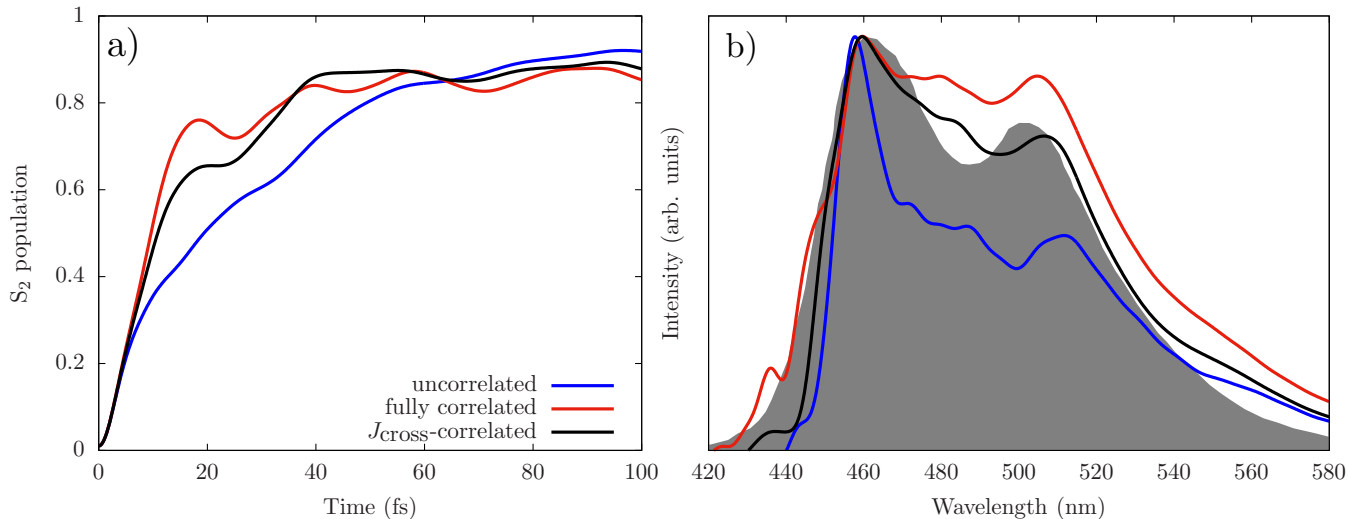 a)
1
0.8
0.6
0.4
0.2
0
S₂ population
0 20 40 60 80 100
Time (fs)
uncorrelated
fully correlated
Jcross-correlated
b)
Intensity (arb. units)
420 440 460 480 500 520 540 560 580
Wavelength (nm)